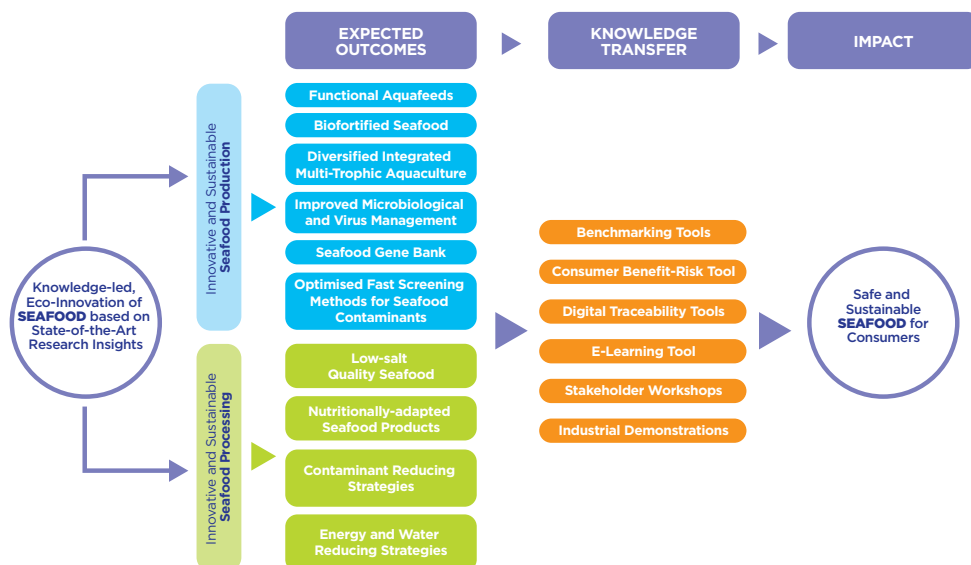 EXPECTED
OUTCOMES
KNOWLEDGE
TRANSFER
IMPACT
Knowledge-led,
Eco-Innovation of
SEAFOOD based on
State-of-the-Art
Research Insights
Innovative and Sustainable
Seafood Production
Functional Aquafeeds
Biofortified Seafood
Diversified Integrated
Multi-Trophic Aquaculture
Improved Microbiological
and Virus Management
Seafood Gene Bank
Optimised Fast Screening
Methods for Seafood
Contaminants
Innovative and Sustainable
Seafood Processing
Low-salt
Quality Seafood
Nutritionally-adapted
Seafood Products
Contaminant Reducing
Strategies
Energy and Water
Reducing Strategies
Benchmarking Tools
Consumer Benefit-Risk Tool
Digital Traceability Tools
E-Learning Tool
Stakeholder Workshops
Industrial Demonstrations
Safe and
Sustainable
SEAFOOD for
Consumers